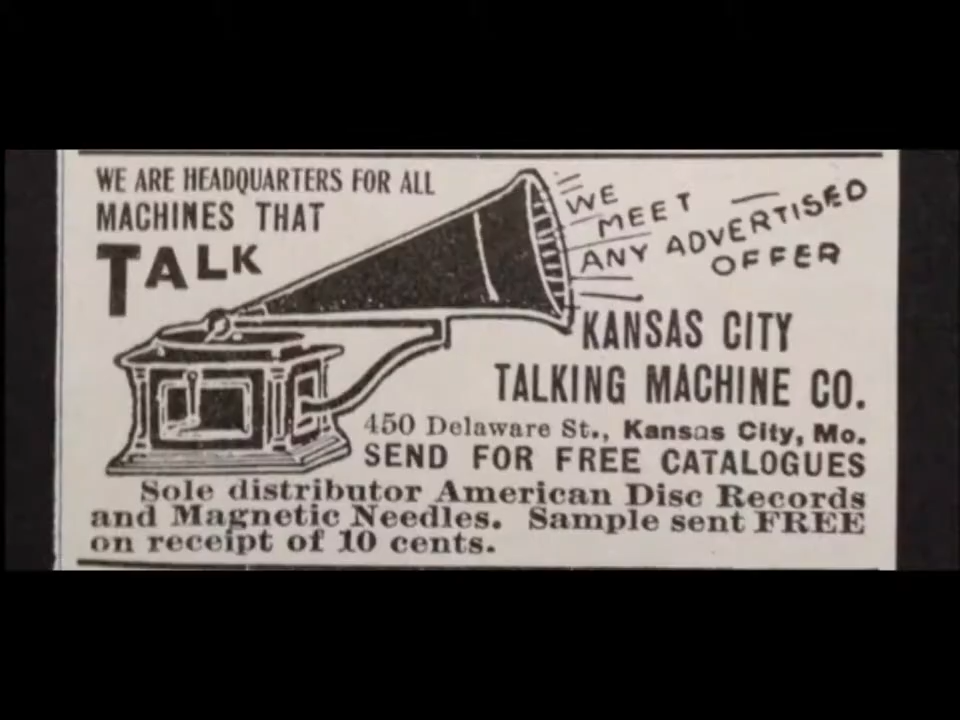 WE ARE HEADQUARTERS FOR ALL
MACHINES THAT
TALK
WE
MEET
ANY ADVERTISED
OFFER
KANSAS CITY
TALKING MACHINE CO.
450 Delaware St., Kansas City, Mo.
SEND FOR FREE CATALOGUES
Sole distributor American Disc Records
and Magnetic Needles. Sample sent FREE
on receipt of 10 cents.